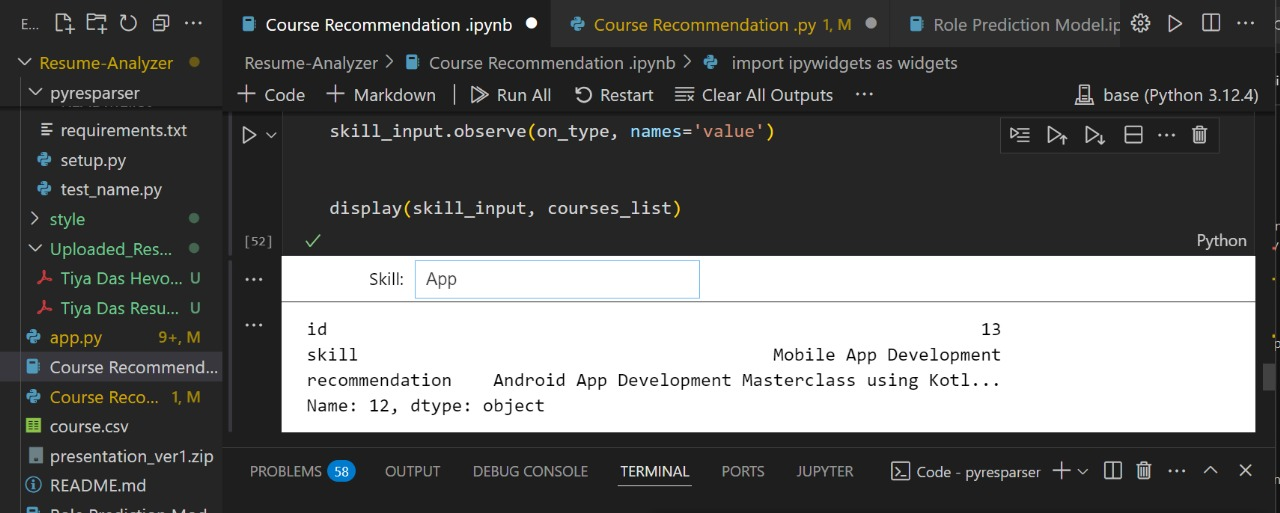 E...
Course Recommendation .ipynb
Course Recommendation .py 1, M
Role Prediction Model.ip
Resume-Analyzer
Resume-Analyzer > Course Recommendation .ipynb > import ipywidgets as widgets
pyresparser
+ Code + Markdown | Run All Restart Clear All Outputs ... base (Python 3.12.4)
requirements.txt
setup.py
test_name.py
style
Uploaded_Res...
Tiya Das Hevo... U
Tiya Das Resu... U
app.py 9+, M
Course Recommend...
Course Reco... 1, M
course.csv
presentation_ver1.zip
README.md
skill_input.observe(on_type, names='value')
display(skill_input, courses_list)
[52]
Python
Skill: App
id 13
skill Mobile App Development
recommendation Android App Development Masterclass using Kotl...
Name: 12, dtype: object
PROBLEMS 58 OUTPUT DEBUG CONSOLE TERMINAL PORTS JUPYTER Code - pyresparser